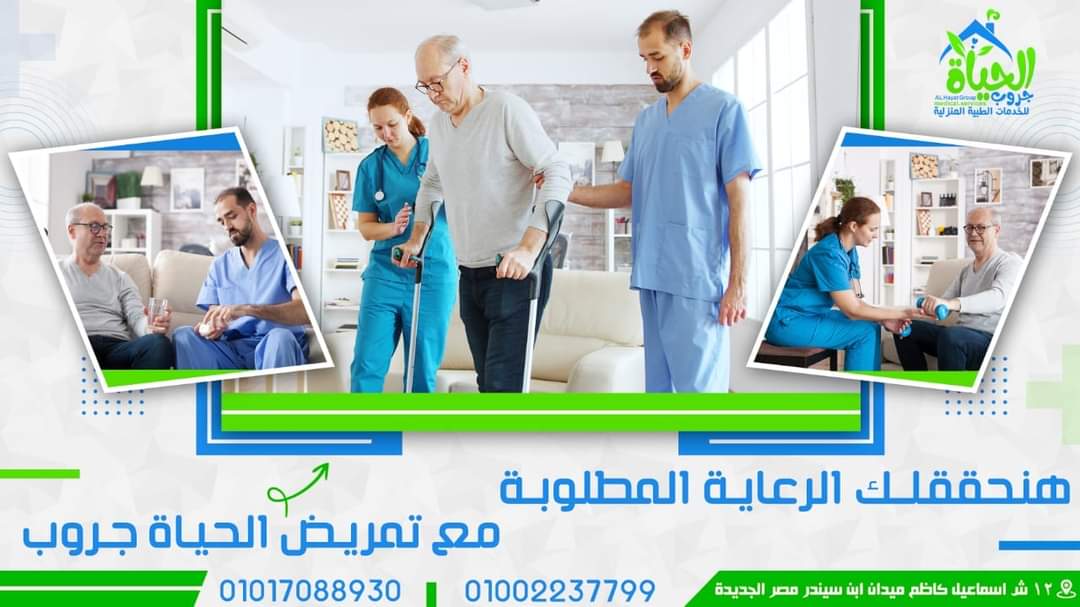 الحياة
جروب
AL Hayat Group
medical services
للخدمات الطبية المنزلية
هنحققلك الرعاية المطلوبة
مع تمريض الحياة جروب
01017088930
01002237799
١٢ ش اسماعيل كاظم ميدان ابن سيندر مصر الجديدة